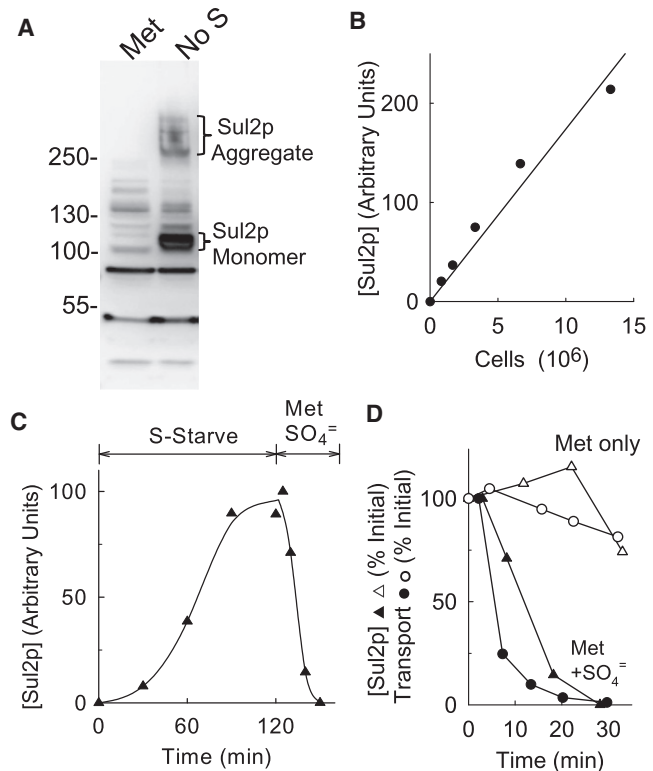 A
Met
No S
Sul2p
Aggregate
250-
130-
Sul2p
Monomer
100-
55-
B
[Sul2p] (Arbitrary Units)
200
100
0
0 5 10 15
Cells (10⁶)
C
S-Starve
Met
SO₄⁼
[Sul2p] (Arbitrary Units)
100
50
0
0 60 120
Time (min)
D
[Sul2p] ▲ △ (% Initial)
Transport ● ○ (% Initial)
Met only
100
50
0
Met
+SO₄⁼
0 10 20 30
Time (min)